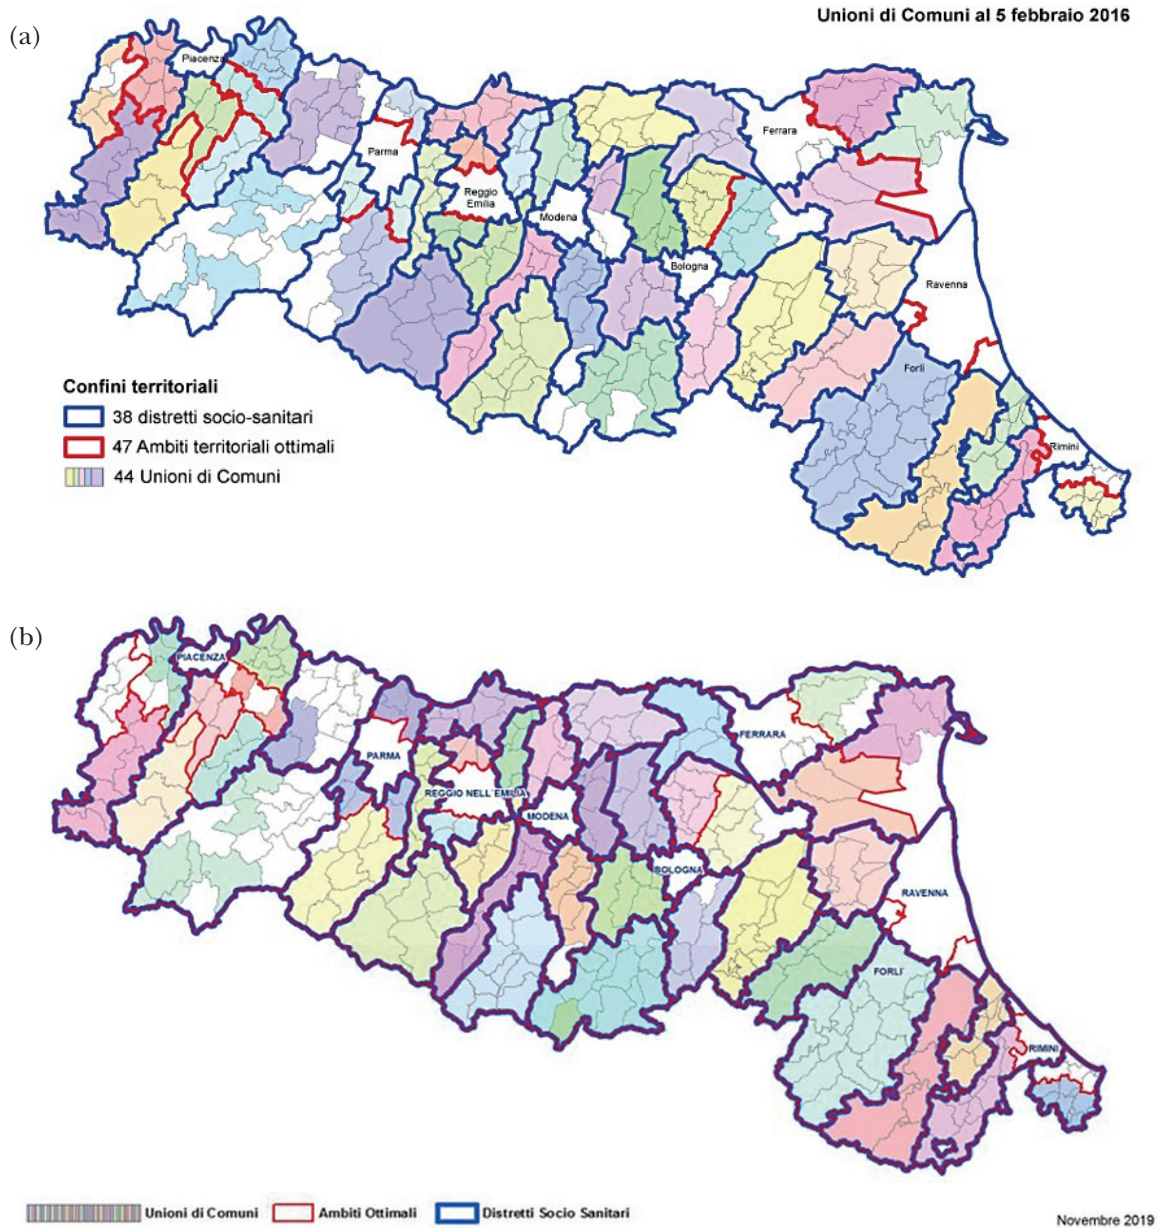 Unioni di Comuni al 5 febbraio 2016
(a)
Piacenza
Ferrara
Parma
Reggio
Emilia
Modena
Bologna
Ravenna
Forlì
Rimini
Confini territoriali
38 distretti socio-sanitari
47 Ambiti territoriali ottimali
44 Unioni di Comuni
(b)
PIACENZA
FERRARA
PARMA
REGGIO NELL'EMILIA
MODENA
BOLOGNA
RAVENNA
FORLI'
RIMINI
Unioni di Comuni
Ambiti Ottimali
Distretti Socio Sanitari
Novembre 2019